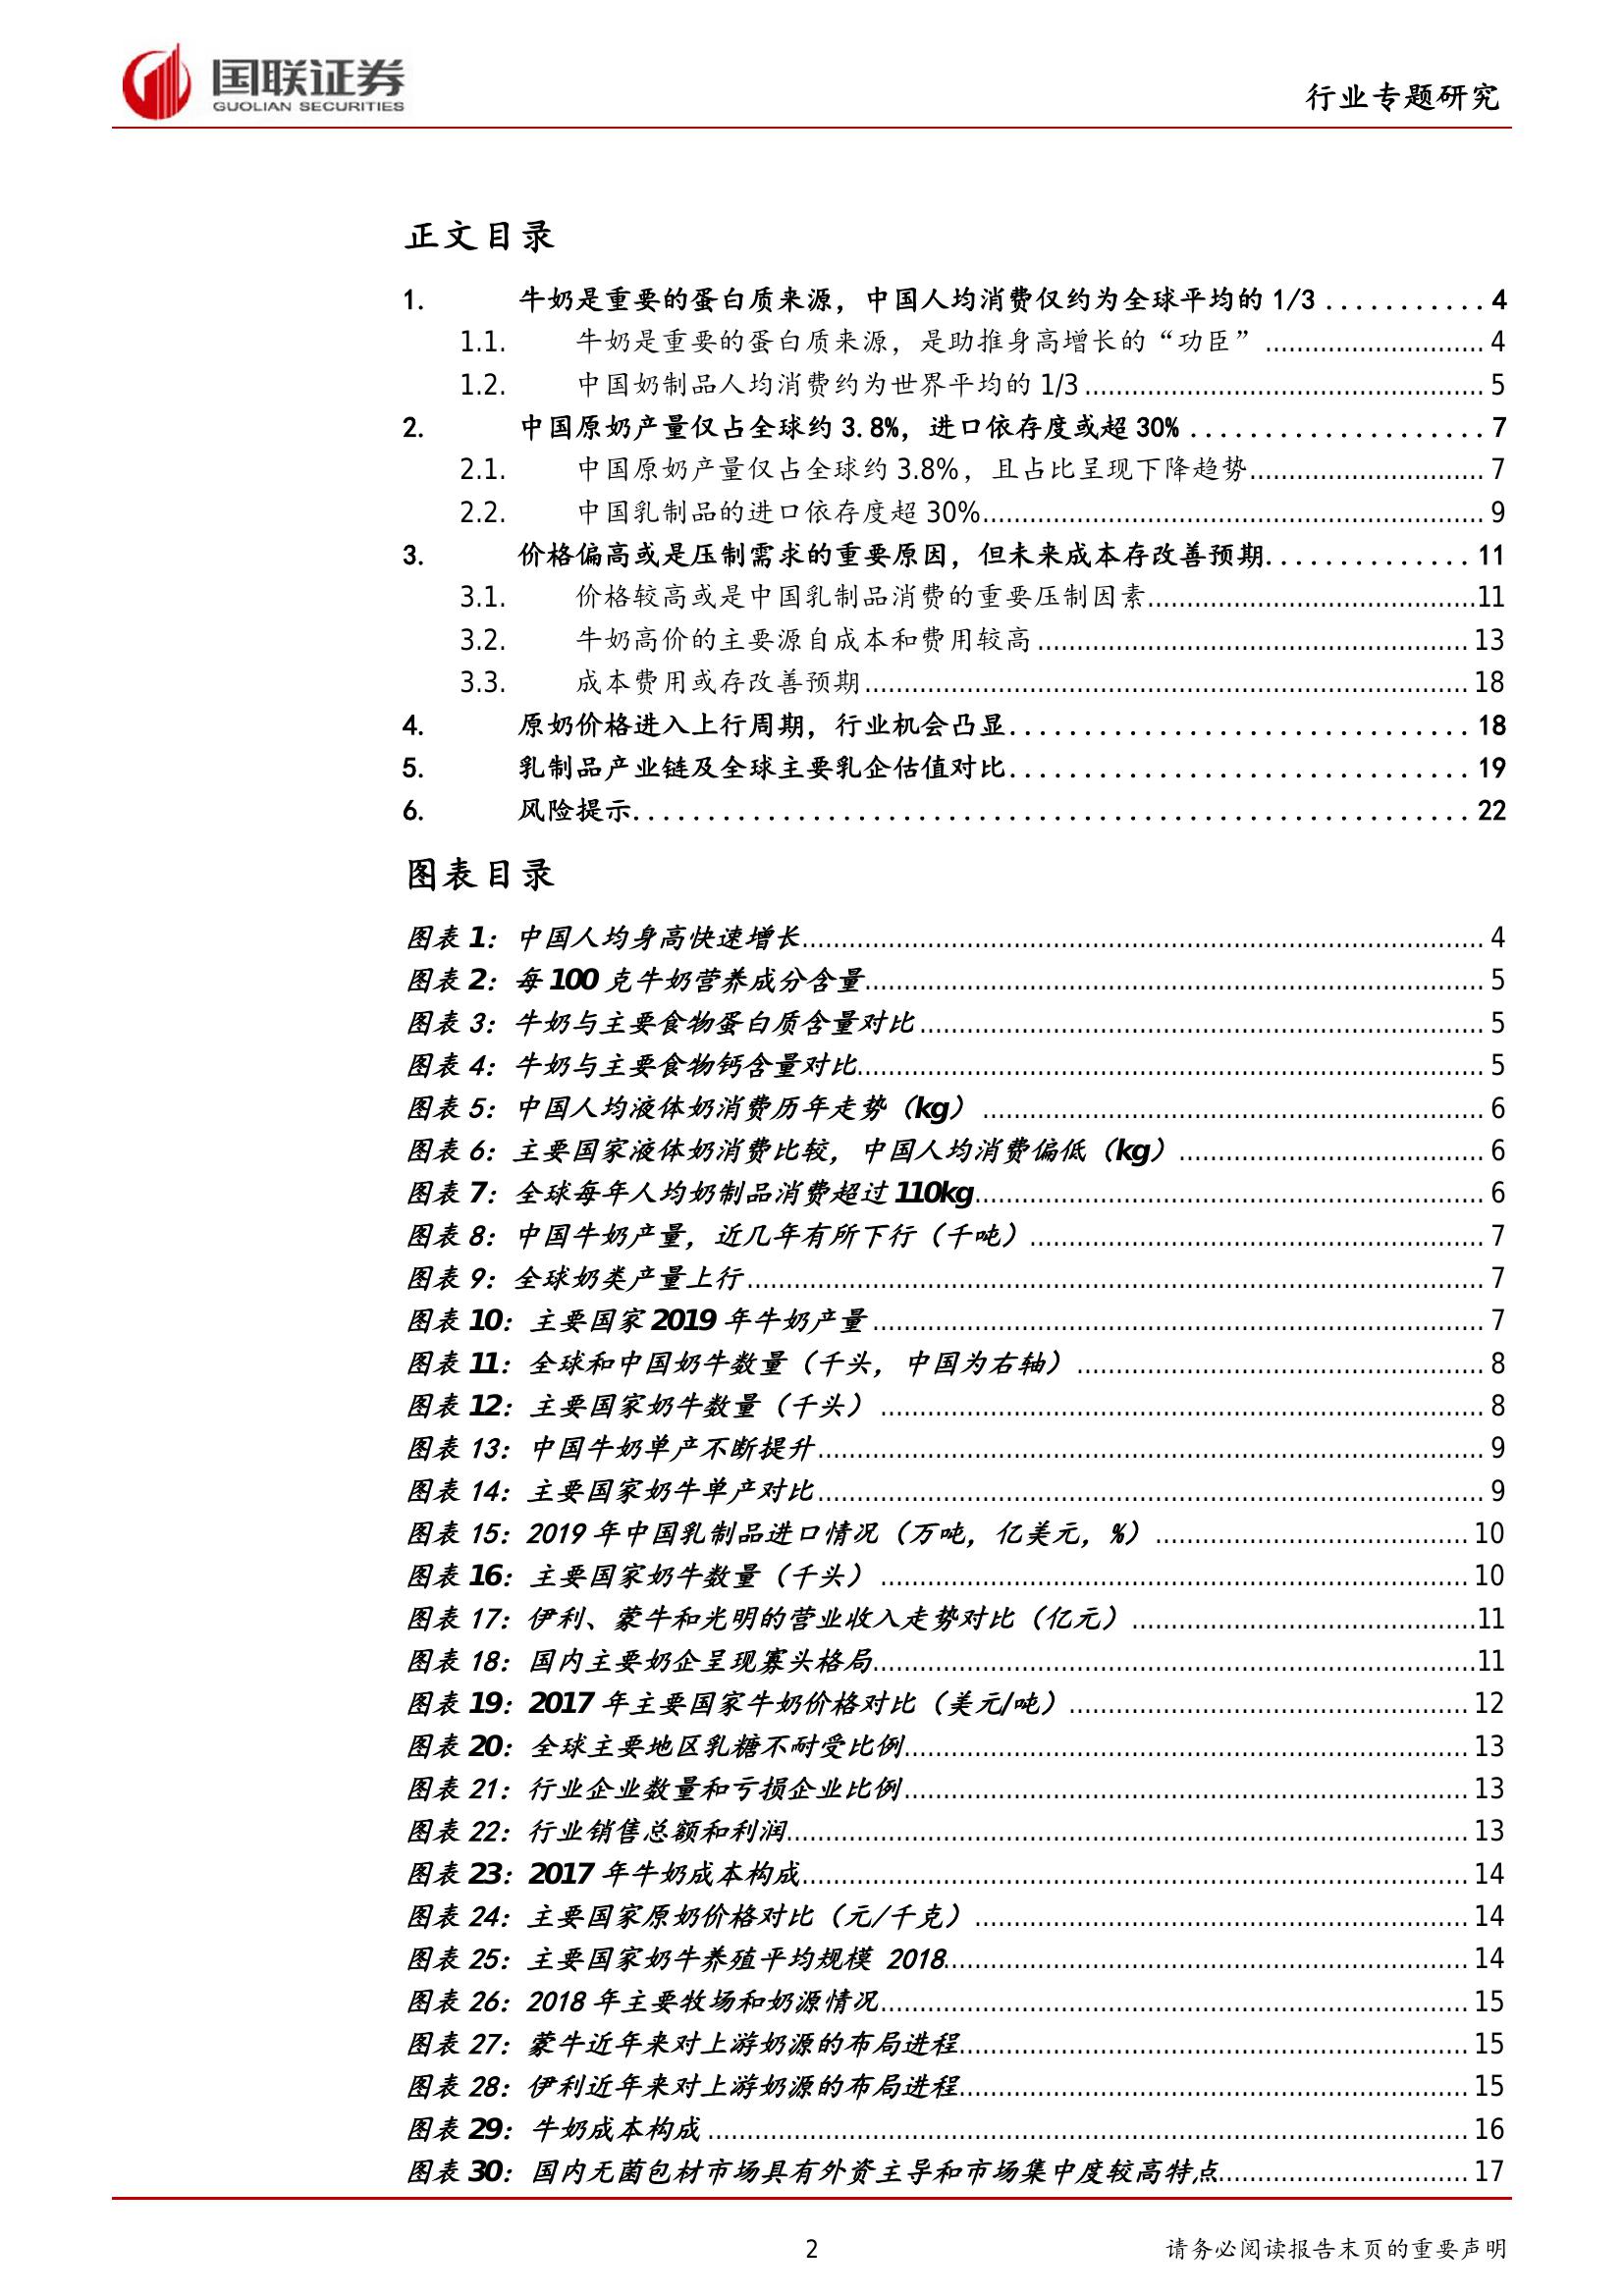 国联证券
GUOLIAN SECURITIES
行业专题研究
正文目录
1. 牛奶是重要的蛋白质来源，中国人均消费仅约为全球平均的 1/3 ........... 4
1.1. 牛奶是重要的蛋白质来源，是助推身高增长的“功臣” ............................ 4
1.2. 中国奶制品人均消费约为世界平均的 1/3 ................................................... 5
2. 中国原奶产量仅占全球约 3.8%，进口依存度或超 30% .................... 7
2.1. 中国原奶产量仅占全球约 3.8%，且占比呈现下降趋势.............................. 7
2.2. 中国乳制品的进口依存度超 30%................................................................ 9
3. 价格偏高或是压制需求的重要原因，但未来成本存改善预期.............. 11
3.1. 价格较高或是中国乳制品消费的重要压制因素..........................................11
3.2. 牛奶高价的主要源自成本和费用较高 ....................................................... 13
3.3. 成本费用或存改善预期 ............................................................................. 18
4. 原奶价格进入上行周期，行业机会凸显............................... 18
5. 乳制品产业链及全球主要乳企估值对比............................... 19
6. 风险提示......................................................... 22
图表目录
图表 1：中国人均身高快速增长...................................................................................... 4
图表 2：每 100 克牛奶营养成分含量.............................................................................. 5
图表 3：牛奶与主要食物蛋白质含量对比 ....................................................................... 5
图表 4：牛奶与主要食物钙含量对比............................................................................... 5
图表 5：中国人均液体奶消费历年走势（kg） ............................................................... 6
图表 6：主要国家液体奶消费比较，中国人均消费偏低（kg）...................................... 6
图表 7：全球每年人均奶制品消费超过 110kg................................................................ 6
图表 8：中国牛奶产量，近几年有所下行（千吨）......................................................... 7
图表 9：全球奶类产量上行 ............................................................................................. 7
图表 10：主要国家 2019 年牛奶产量 ............................................................................. 7
图表 11：全球和中国奶牛数量（千头，中国为右轴） ................................................... 8
图表 12：主要国家奶牛数量（千头） ............................................................................ 8
图表 13：中国牛奶单产不断提升.................................................................................... 9
图表 14：主要国家奶牛单产对比.................................................................................... 9
图表 15：2019 年中国乳制品进口情况（万吨，亿美元，%） ..................................... 10
图表 16：主要国家奶牛数量（千头） .......................................................................... 10
图表 17：伊利、蒙牛和光明的营业收入走势对比（亿元） ...........................................11
图表 18：国内主要奶企呈现寡头格局............................................................................11
图表 19：2017 年主要国家牛奶价格对比（美元/吨） .................................................. 12
图表 20：全球主要地区乳糖不耐受比例....................................................................... 13
图表 21：行业企业数量和亏损企业比例....................................................................... 13
图表 22：行业销售总额和利润...................................................................................... 13
图表 23：2017 年牛奶成本构成.................................................................................... 14
图表 24：主要国家原奶价格对比（元/千克） .............................................................. 14
图表 25：主要国家奶牛养殖平均规模 2018.................................................................. 14
图表 26：2018 年主要牧场和奶源情况.......................................................................... 15
图表 27：蒙牛近年来对上游奶源的布局进程................................................................ 15
图表 28：伊利近年来对上游奶源的布局进程................................................................ 15
图表 29：牛奶成本构成 ................................................................................................ 16
图表 30：国内无菌包材市场具有外资主导和市场集中度较高特点............................... 17
2
请务必阅读报告末页的重要声明